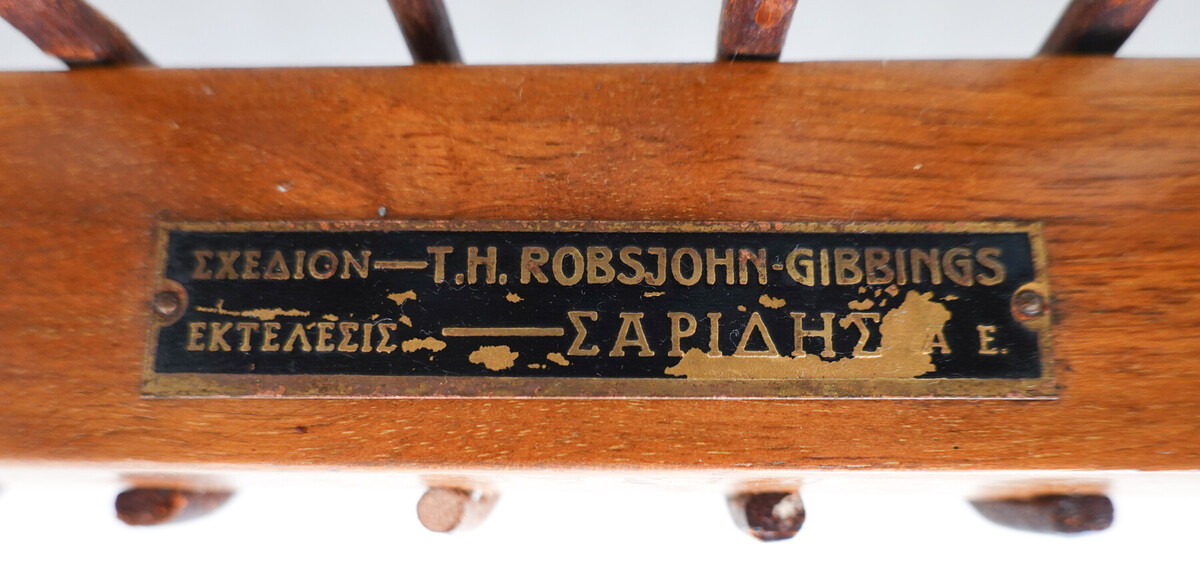 ΣΧΕΔΙΟΝ — T.H. ROBSJOHN-GIBBINGS
ΕΚΤΕΛΕΣΙΣ — ΣΑΡΙΔΗΣ Α Ε.